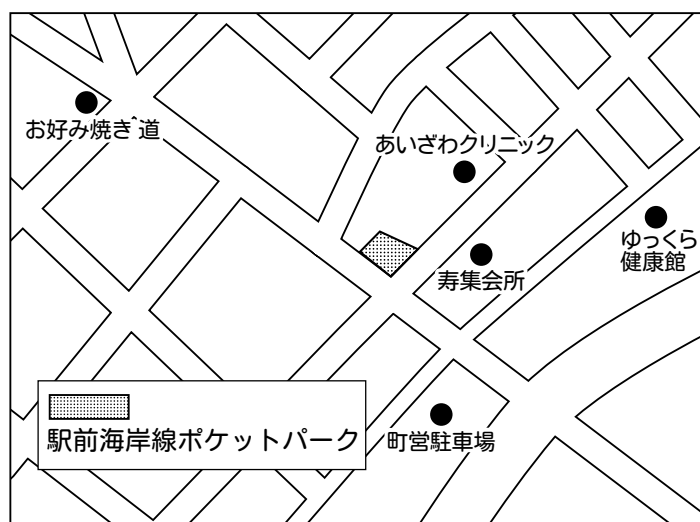 お好み焼き道
あいざわクリニック
ゆっくら
健康館
寿集会所
駅前海岸線ポケットパーク
町営駐車場